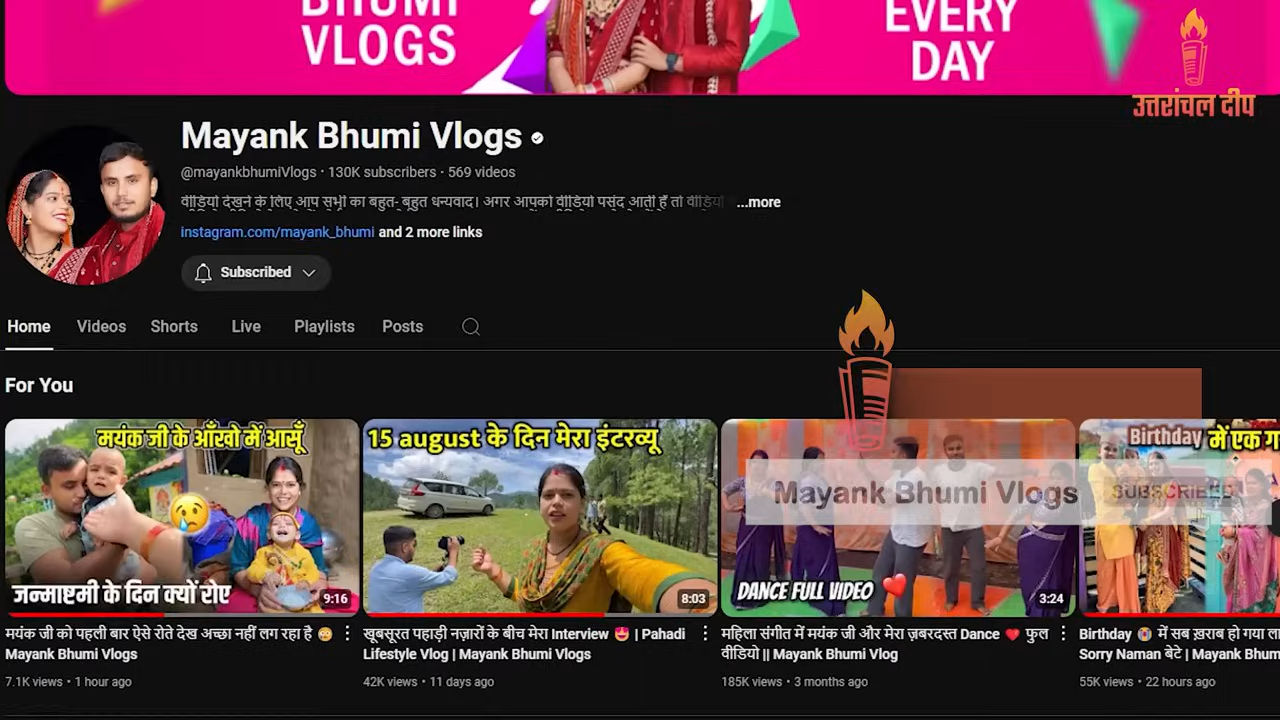 BHUMI
VLOGS
EVERY
DAY
उत्तरांचल दीप
Mayank Bhumi Vlogs
@mayankbhumiVlogs · 130K subscribers · 569 videos
वीडियो देखने के लिए आप सभी का बहुत- बहुत धन्यवाद। अगर आपको वीडियो पसंद आती हैं तो वीडियो ...more
instagram.com/mayank_bhumi and 2 more links
Subscribed
Home Videos Shorts Live Playlists Posts
For You
मयंक जी के आँखो में आसूँ
जन्माष्टमी के दिन क्यों रोए
9:16
15 august के दिन मेरा इंटरव्यू
8:03
Mayank Bhumi Vlogs
DANCE FULL VIDEO
3:24
Birthday में एक
मयंक जी को पहली बार ऐसे रोते देख अच्छा नहीं लग रहा है 😳
Mayank Bhumi Vlogs
7.1K views · 1 hour ago
खूबसूरत पहाड़ी नज़ारों के बीच मेरा Interview 🤩 | Pahadi
Lifestyle Vlog | Mayank Bhumi Vlogs
42K views · 11 days ago
महिला संगीत में मयंक जी और मेरा ज़बरदस्त Dance ❤️ फुल
वीडियो || Mayank Bhumi Vlog
185K views · 3 months ago
Birthday में सब ख़राब हो गया
Sorry Naman बेटे | Mayank
55K views · 22 hours ago